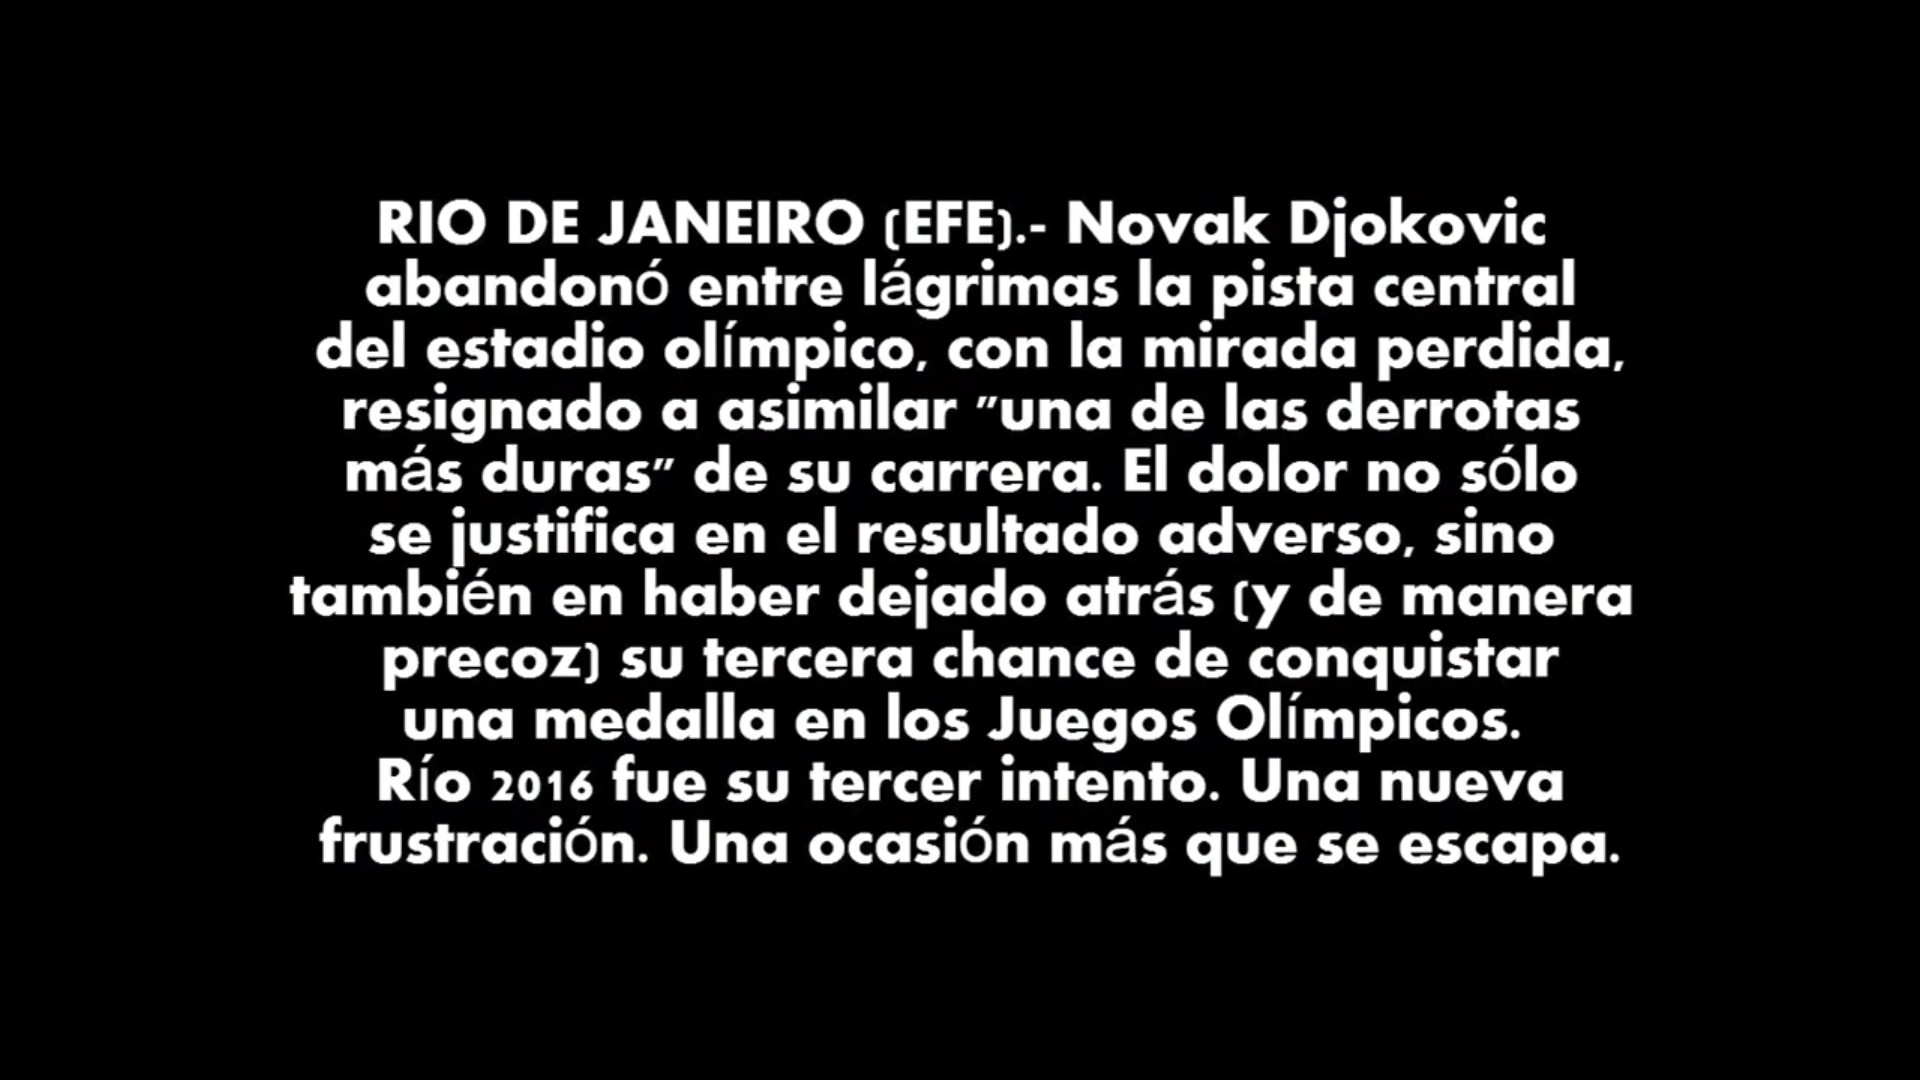 RIO DE JANEIRO (EFE).- Novak Djokovic
abandonó entre lágrimas la pista central
del estadio olímpico, con la mirada perdida,
resignado a asimilar "una de las derrotas
más duras" de su carrera. El dolor no sólo
se justifica en el resultado adverso, sino
también en haber dejado atrás (y de manera
precoz) su tercera chance de conquistar
una medalla en los Juegos Olímpicos.
Río 2016 fue su tercer intento. Una nueva
frustración. Una ocasión más que se escapa.